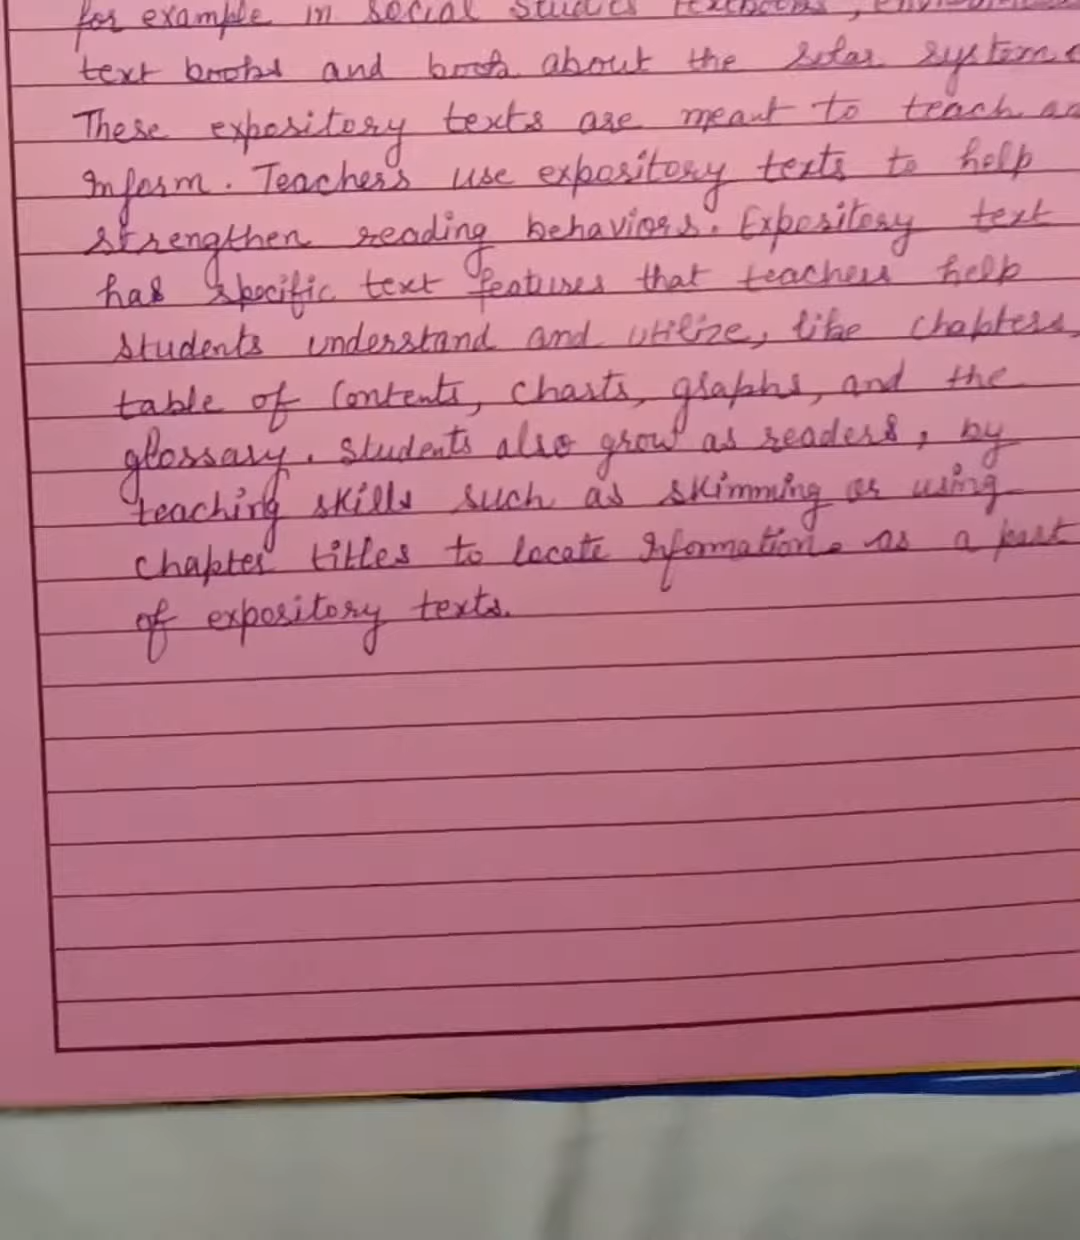 for example in social studies textbooks,
text books and book about the solar system
These expository texts are meant to teach
Inform. Teachers use expository texts to help
strengthen reading behaviors. Expository text
has specific text features that teachers help
students understand and utilize, like chapters,
table of Contents, charts, graphs, and the
glossary. Students also grow as readers, by
teaching skills such as skimming or using
chapter titles to locate Information. as a part
of expository texts.